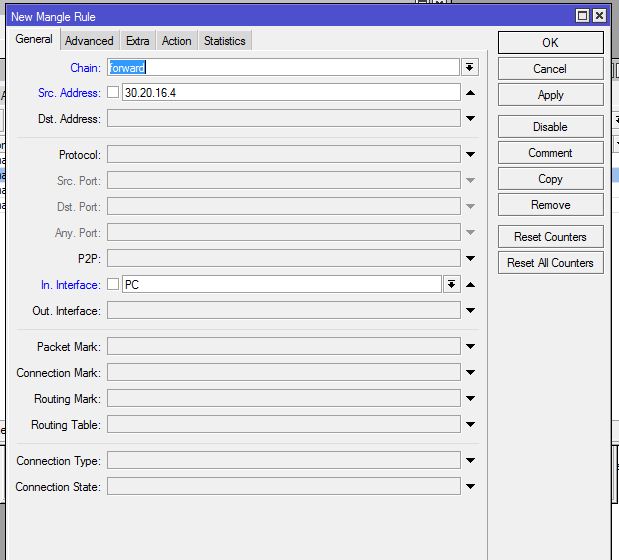 New Mangle Rule
General Advanced Extra Action Statistics
Chain: forward
Src. Address: 30.20.16.4
Dst. Address:
Protocol:
Src. Port:
Dst. Port:
Any. Port:
P2P:
In. Interface: PC
Out. Interface:
Packet Mark:
Connection Mark:
Routing Mark:
Routing Table:
Connection Type:
Connection State:
OK
Cancel
Apply
Disable
Comment
Copy
Remove
Reset Counters
Reset All Counters